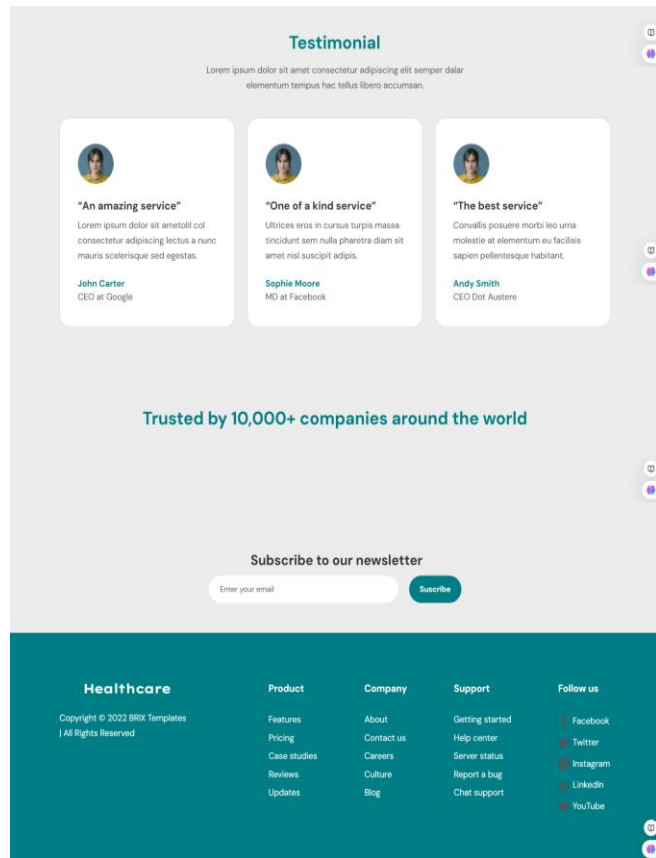 Testimonial
Lorem ipsum dolor sit amet consectetur adipiscing elit semper dalar
elementum tempus hac tellus libero accumsan.
“An amazing service”
Lorem ipsum dolor sit ametolil col
consectetur adipiscing lectus a nunc
mauris scelerisque sed egestas.
John Carter
CEO at Google
“One of a kind service”
Ultrices eros in cursus turpis massa
tincidunt sem nulla pharetra diam sit
amet nisl suscipit adipis.
Sophie Moore
MD at Facebook
“The best service”
Convallis posuere morbi leo urna
molestie at elementum eu facilisis
sapien pellentesque habitant.
Andy Smith
CEO Dot Austere
Trusted by 10,000+ companies around the world
Subscribe to our newsletter
Enter your email
Suscribe
Healthcare
Copyright © 2022 BRIX Templates
| All Rights Reserved
Product
Features
Pricing
Case studies
Reviews
Updates
Company
About
Contact us
Careers
Culture
Blog
Support
Getting started
Help center
Server status
Report a bug
Chat support
Follow us
Facebook
Twitter
Instagram
LinkedIn
YouTube